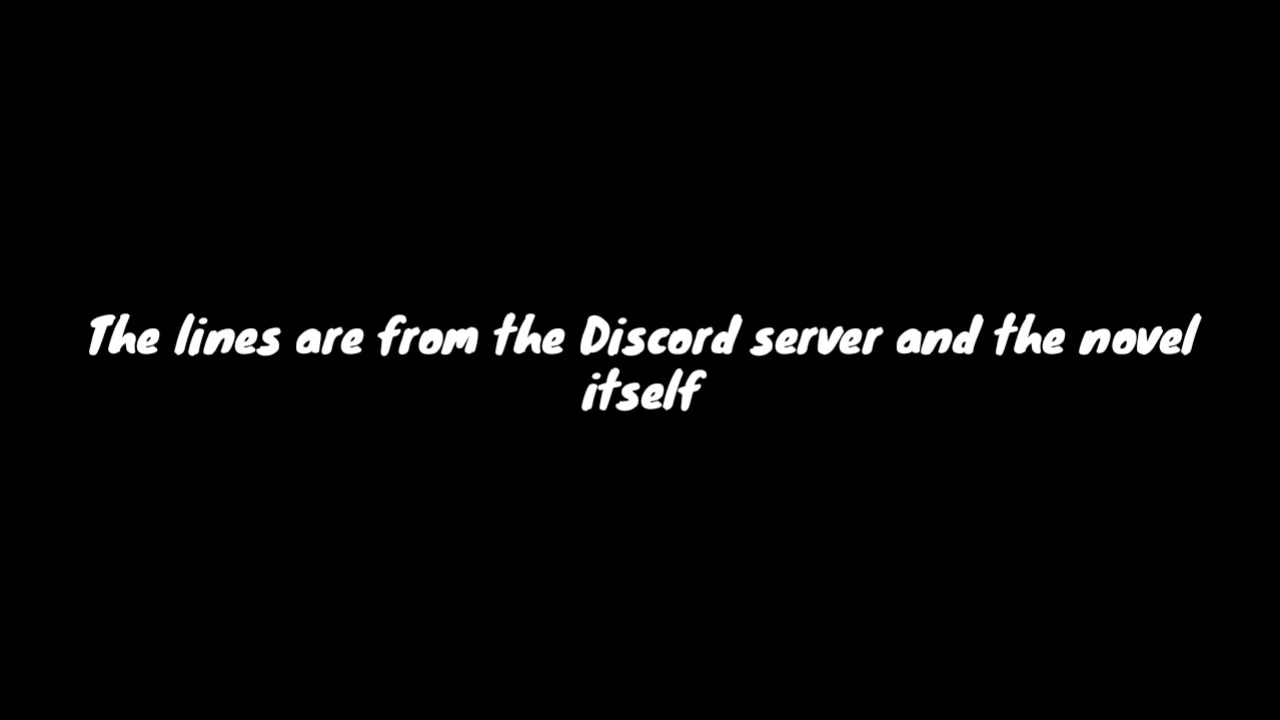 The lines are from the Discord server and the novel
itself